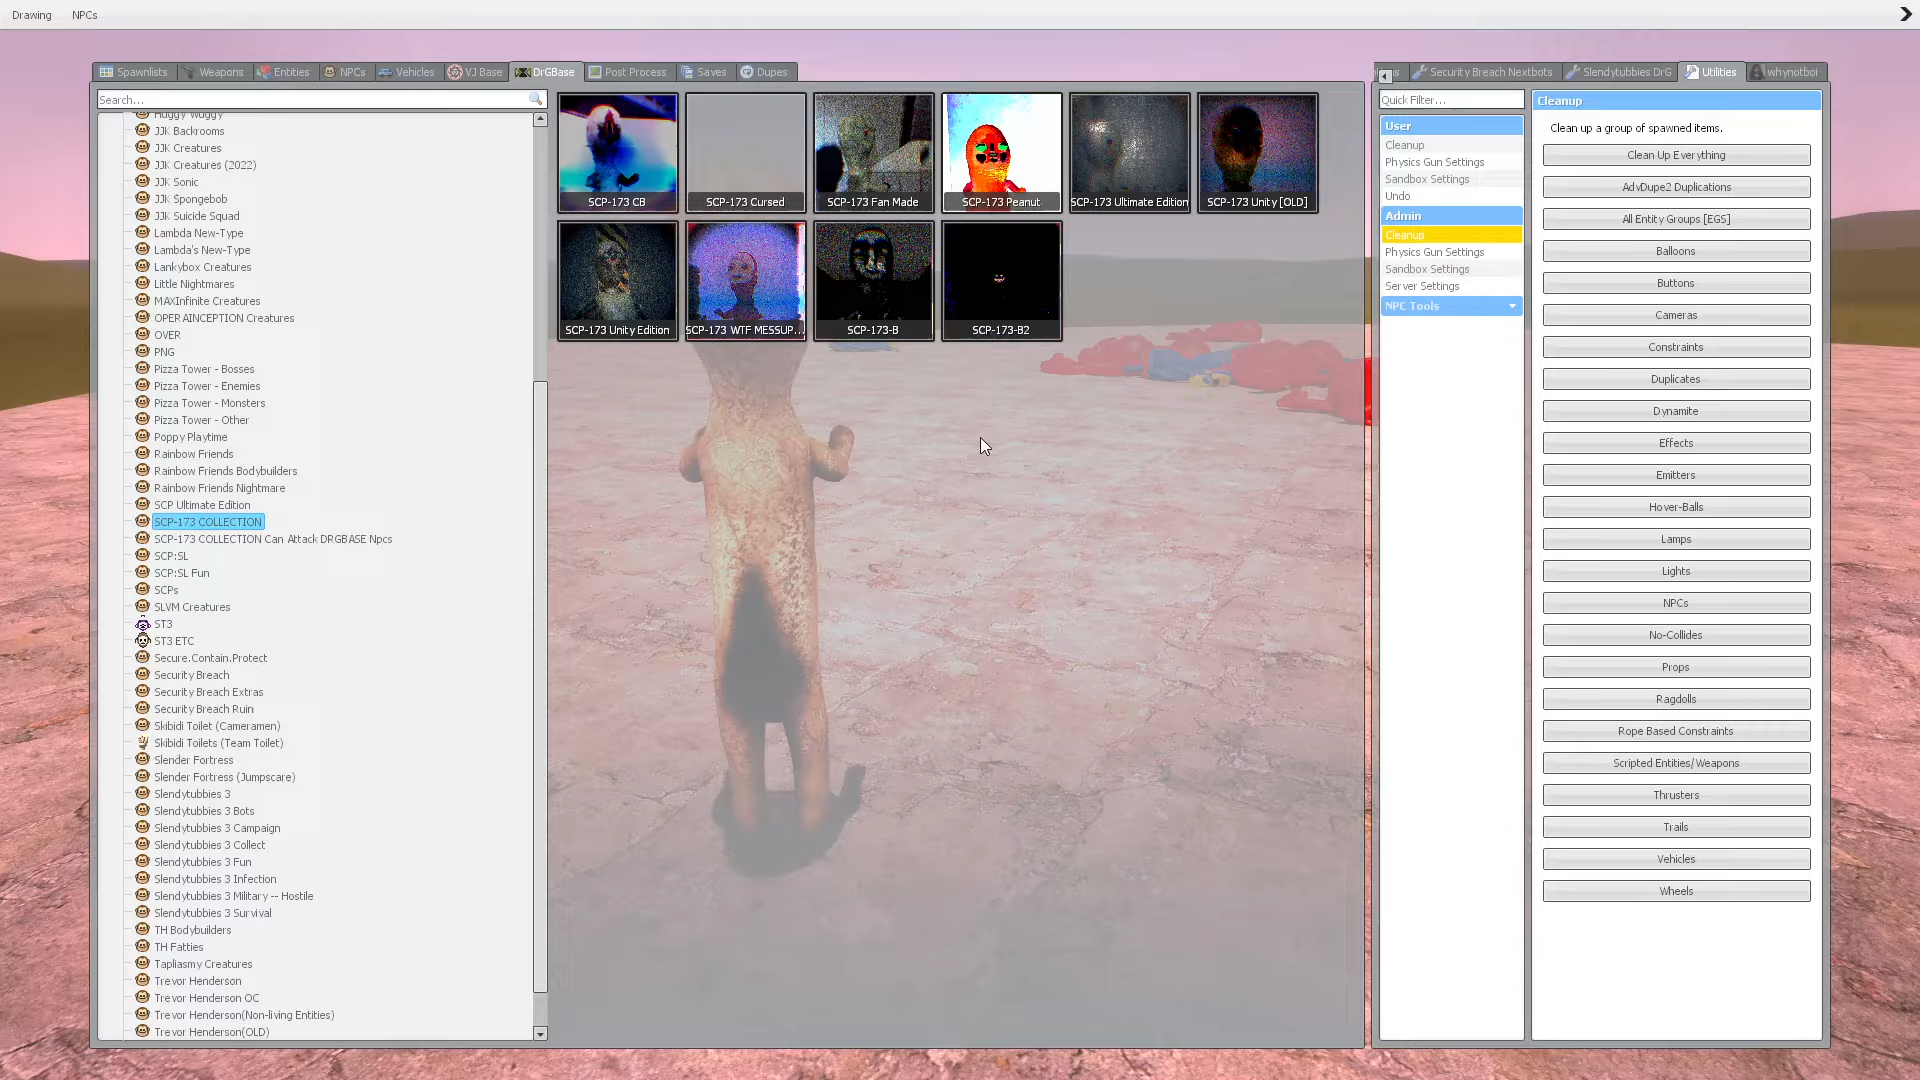 Drawing NPCs
Spawnlists Weapons Entities NPCs Vehicles VJ Base DrGBase Post Process Saves Dupes
Search...
Huggy Wuggy
JJK Backrooms
JJK Creatures
JJK Creatures (2022)
JJK Sonic
JJK Spongebob
JJK Suicide Squad
Lambda New-Type
Lambda's New-Type
Lankybox Creatures
Little Nightmares
MAXInfinite Creatures
OPERAINCEPTION Creatures
OVER
PNG
Pizza Tower - Bosses
Pizza Tower - Enemies
Pizza Tower - Monsters
Pizza Tower - Other
Poppy Playtime
Rainbow Friends
Rainbow Friends Bodybuilders
Rainbow Friends Nightmare
SCP Ultimate Edition
SCP-173 COLLECTION
SCP-173 COLLECTION Can Attack DRGBASE Npcs
SCP:SL
SCP:SL Fun
SCPs
SLVM Creatures
ST3
ST3 ETC
Secure.Contain.Protect
Security Breach
Security Breach Extras
Security Breach Ruin
Skibidi Toilet (Cameramen)
Skibidi Toilets (Team Toilet)
Slender Fortress
Slender Fortress (Jumpscare)
Slendytubbies 3
Slendytubbies 3 Bots
Slendytubbies 3 Campaign
Slendytubbies 3 Collect
Slendytubbies 3 Fun
Slendytubbies 3 Infection
Slendytubbies 3 Military -- Hostile
Slendytubbies 3 Survival
TH Bodybuilders
TH Fatties
Tapliasmy Creatures
Trevor Henderson
Trevor Henderson OC
Trevor Henderson(Non-living Entities)
Trevor Henderson(OLD)
SCP-173 CB SCP-173 Cursed SCP-173 Fan Made SCP-173 Peanut SCP-173 Ultimate Edition SCP-173 Unity [OLD]
SCP-173 Unity Edition SCP-173 WTF MESSUP... SCP-173-B SCP-173-B2
Security Breach Nextbots Slendytubbies DrG Utilities whynotboi
Quick Filter...
User
Cleanup
Physics Gun Settings
Sandbox Settings
Undo
Admin
Cleanup
Physics Gun Settings
Sandbox Settings
Server Settings
NPC Tools
Cleanup
Clean up a group of spawned items.
Clean Up Everything
AdvDupe2 Duplications
All Entity Groups [EGS]
Balloons
Buttons
Cameras
Constraints
Duplicates
Dynamite
Effects
Emitters
Hover-Balls
Lamps
Lights
NPCs
No-Collides
Props
Ragdolls
Rope Based Constraints
Scripted Entities/Weapons
Thrusters
Trails
Vehicles
Wheels